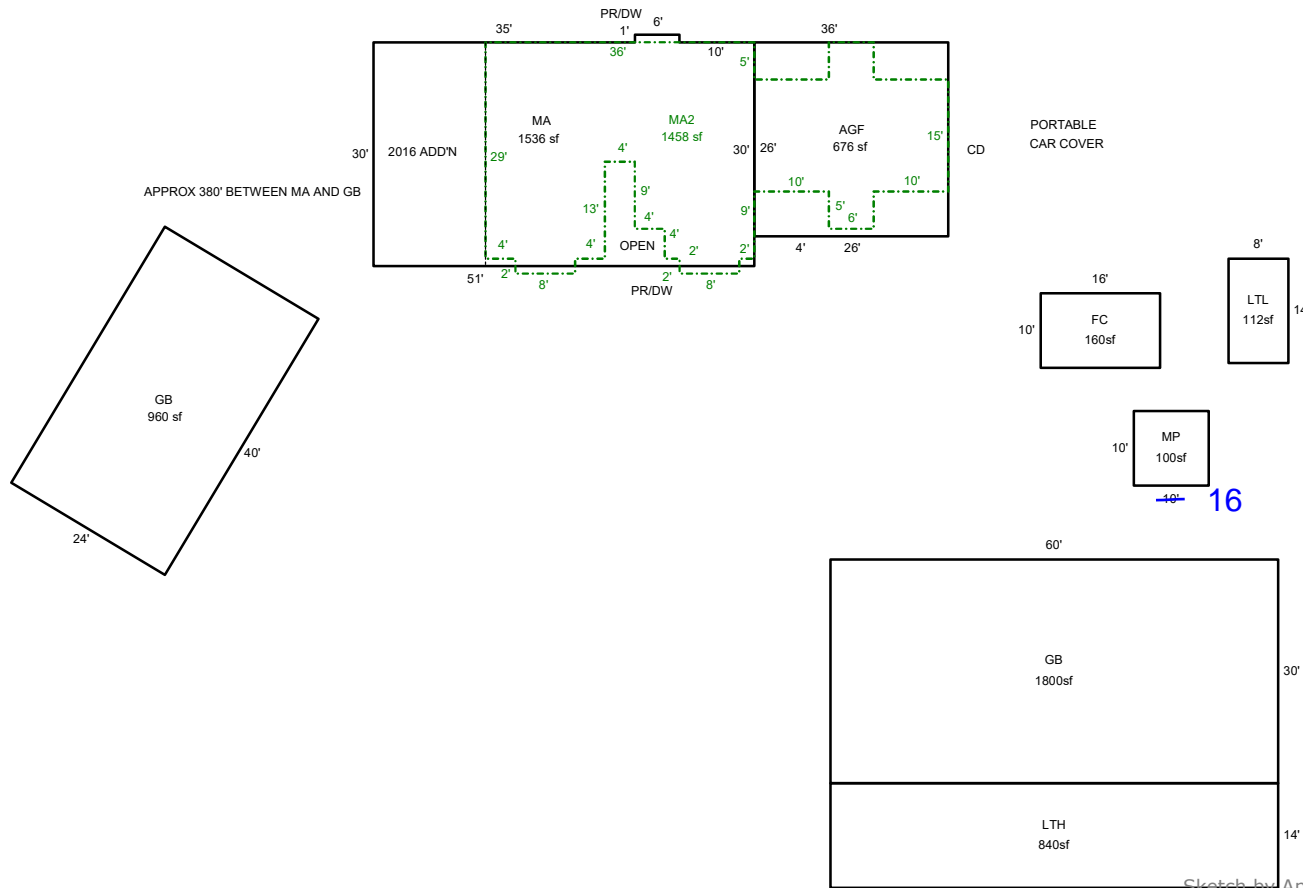 PR/DW
35'
1'
6'
36'
36'
10'
5'
MA
1536 sf
MA2
1458 sf
AGF
676 sf
PORTABLE
CAR COVER
CD
15'
30'
2016 ADD'N
29'
4'
30'
26'
APPROX 380' BETWEEN MA AND GB
9'
10'
10'
13'
4'
9'
5'
6'
4'
4'
OPEN
4'
2'
2'
4'
26'
51'
2'
8'
2'
8'
PR/DW
8'
LTL
112sf
16'
FC
160sf
10'
GB
960 sf
40'
24'
MP
100sf
10'
10'
16
60'
GB
1800sf
30'
LTH
840sf
14'